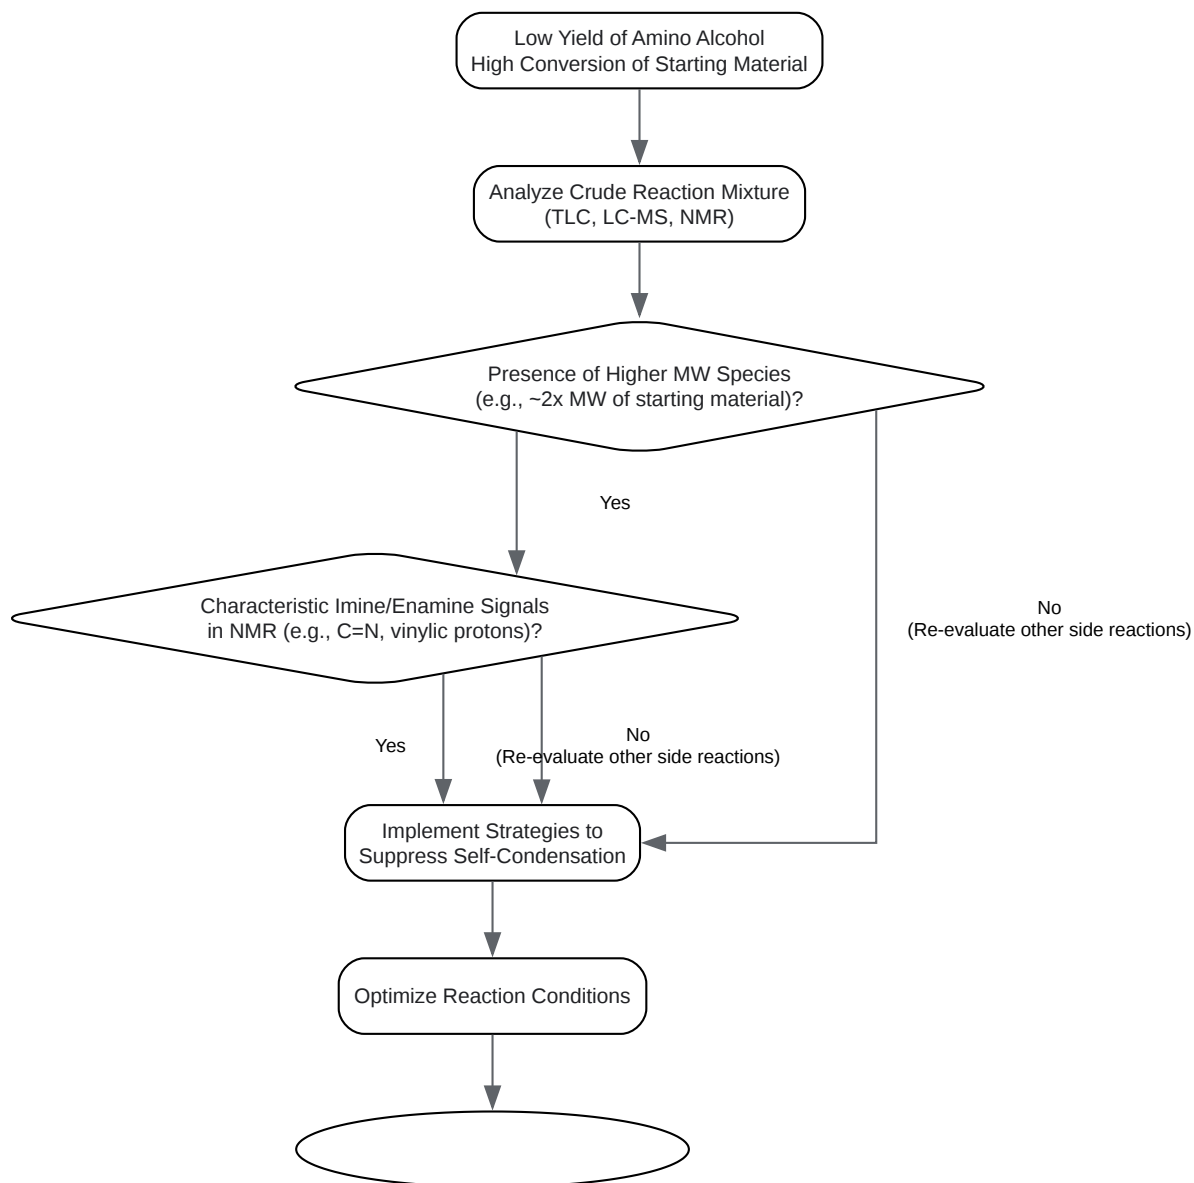 Low Yield of Amino Alcohol
High Conversion of Starting Material
Analyze Crude Reaction Mixture
(TLC, LC-MS, NMR)
Presence of Higher MW Species
(e.g., ~2x MW of starting material)?
Yes
Characteristic Imine/Enamine Signals
in NMR (e.g., C=N, vinylic protons)?
No
(Re-evaluate other side reactions)
Yes
No
(Re-evaluate other side reactions)
Implement Strategies to
Suppress Self-Condensation
Optimize Reaction Conditions